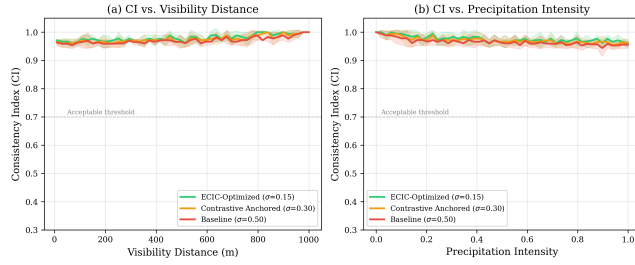 (a) CI vs. Visibility Distance
Consistency Index (CI)
1.0
0.9
0.8
0.7
0.6
0.5
0.4
0.3
Acceptable threshold
ECIC-Optimized (σ=0.15)
Contrastive Anchored (σ=0.30)
Baseline (σ=0.50)
0 200 400 600 800 1000
Visibility Distance (m)
(b) CI vs. Precipitation Intensity
Consistency Index (CI)
1.0
0.9
0.8
0.7
0.6
0.5
0.4
0.3
Acceptable threshold
ECIC-Optimized (σ=0.15)
Contrastive Anchored (σ=0.30)
Baseline (σ=0.50)
0.0 0.2 0.4 0.6 0.8 1.0
Precipitation Intensity